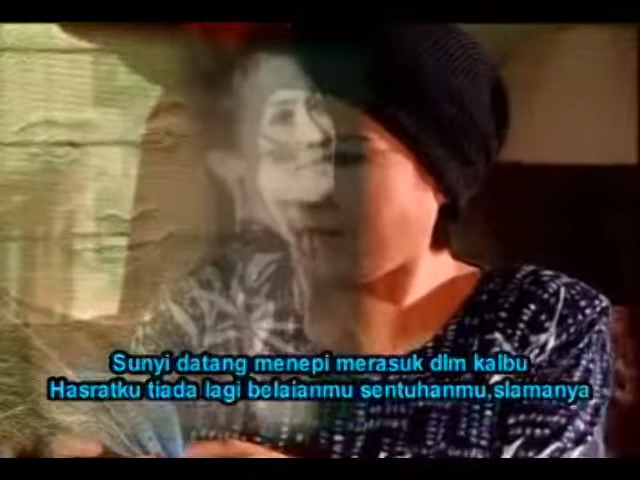 Sunyi datang menepi merasuk dlm kalbu
Hasratku tiada lagi belaianmu sentuhanmu,slamanya